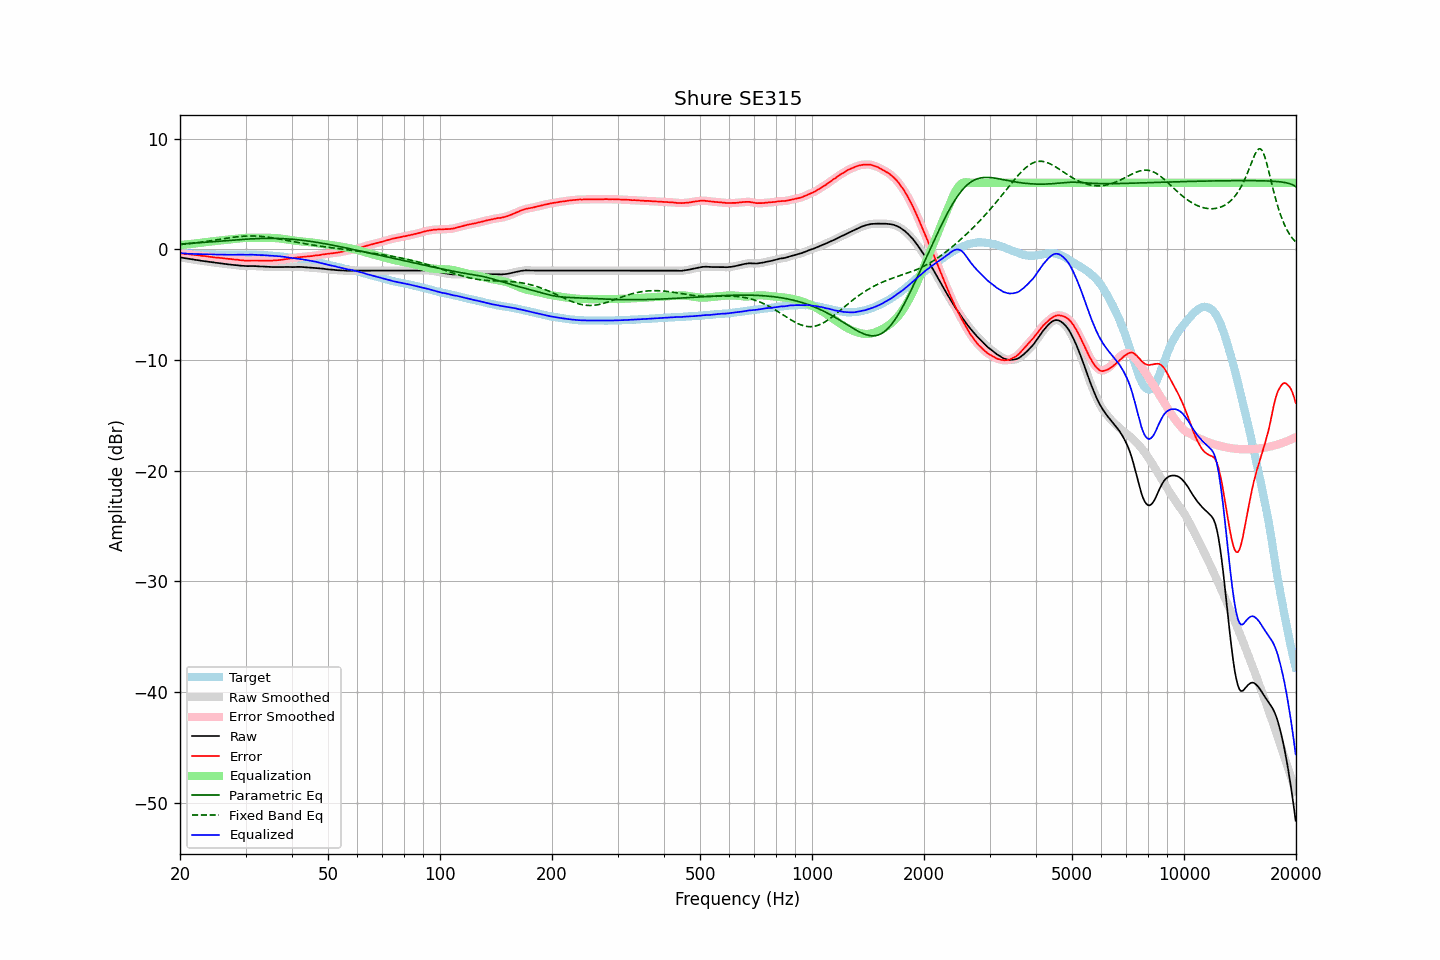 Shure SE315
Amplitude (dBr)
10
0
−10
−20
−30
−40
−50
Target
Raw Smoothed
Error Smoothed
Raw
Error
Equalization
Parametric Eq
Fixed Band Eq
Equalized
20 50 100 200 500 1000 2000 5000 10000 20000
Frequency (Hz)